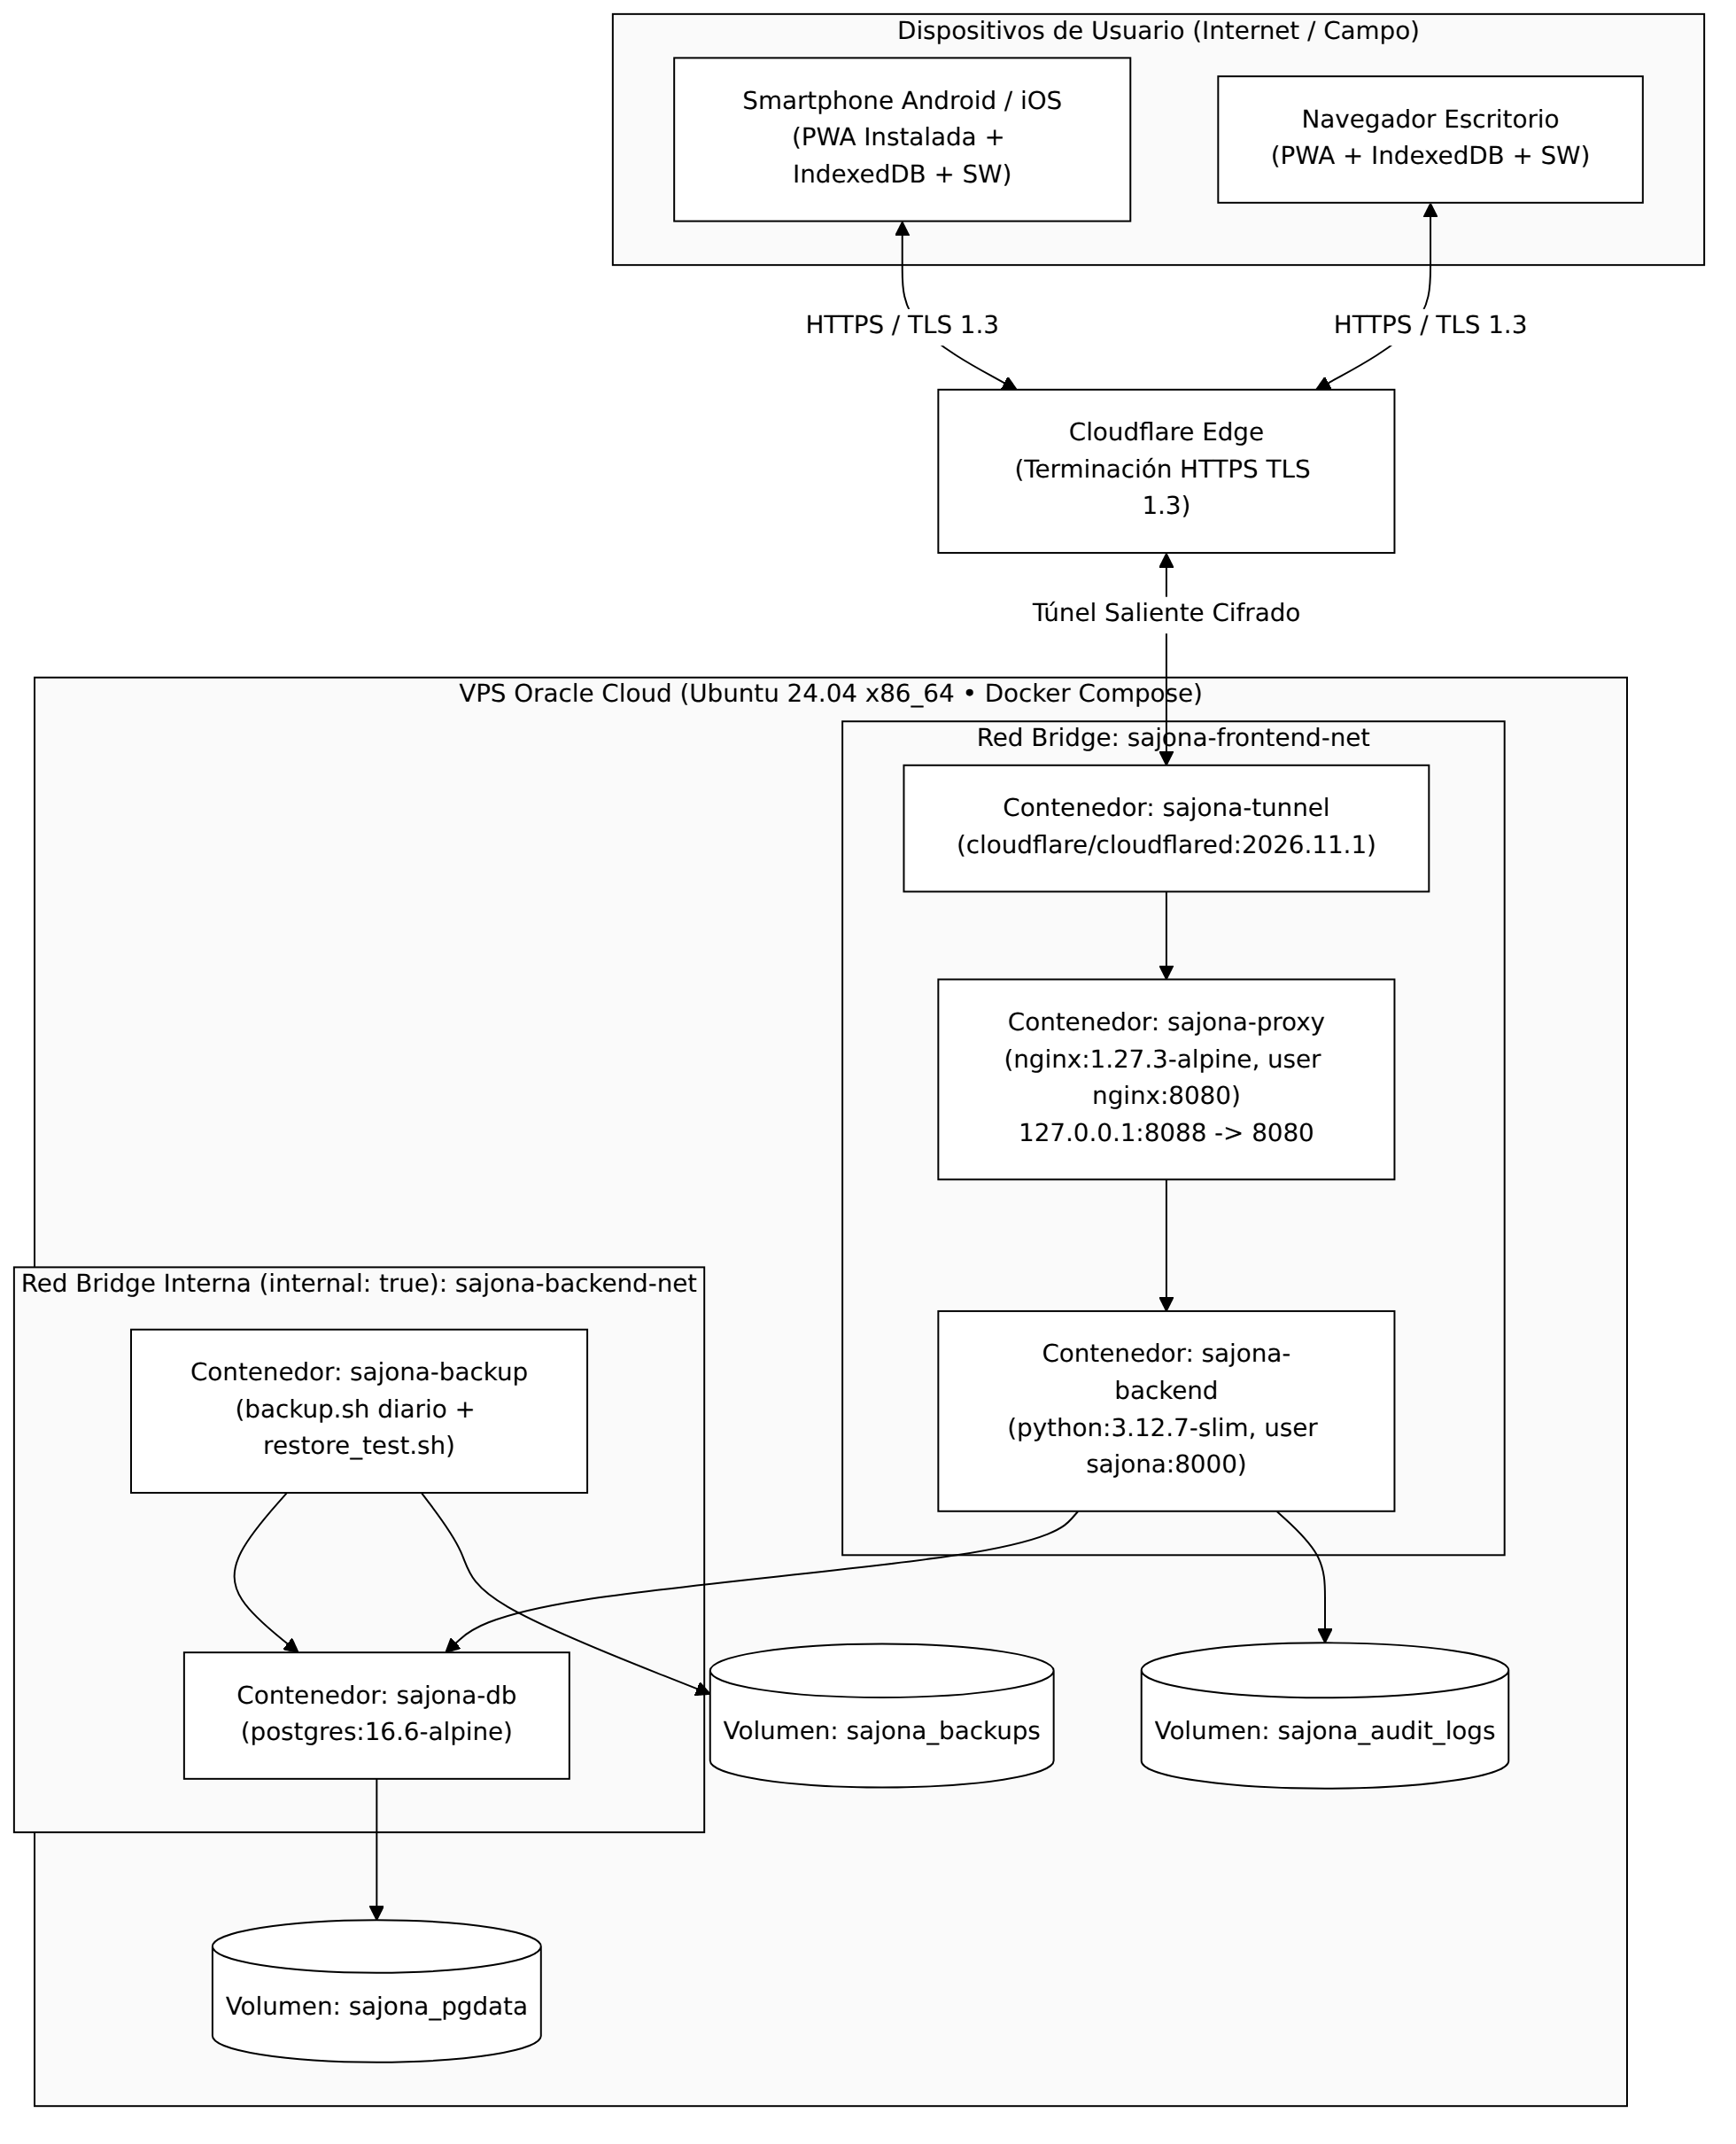 Dispositivos de Usuario (Internet / Campo)
Smartphone Android / iOS
(PWA Instalada +
IndexedDB + SW)
Navegador Escritorio
(PWA + IndexedDB + SW)
HTTPS / TLS 1.3
HTTPS / TLS 1.3
Cloudflare Edge
(Terminación HTTPS TLS
1.3)
Túnel Saliente Cifrado
VPS Oracle Cloud (Ubuntu 24.04 x86_64 • Docker Compose)
Red Bridge: sajona-frontend-net
Contenedor: sajona-tunnel
(cloudflare/cloudflared:2026.11.1)
Contenedor: sajona-proxy
(nginx:1.27.3-alpine, user
nginx:8080)
127.0.0.1:8088 -> 8080
Red Bridge Interna (internal: true): sajona-backend-net
Contenedor: sajona-backup
(backup.sh diario +
restore_test.sh)
Contenedor: sajona-
backend
(python:3.12.7-slim, user
sajona:8000)
Contenedor: sajona-db
(postgres:16.6-alpine)
Volumen: sajona_backups
Volumen: sajona_audit_logs
Volumen: sajona_pgdata